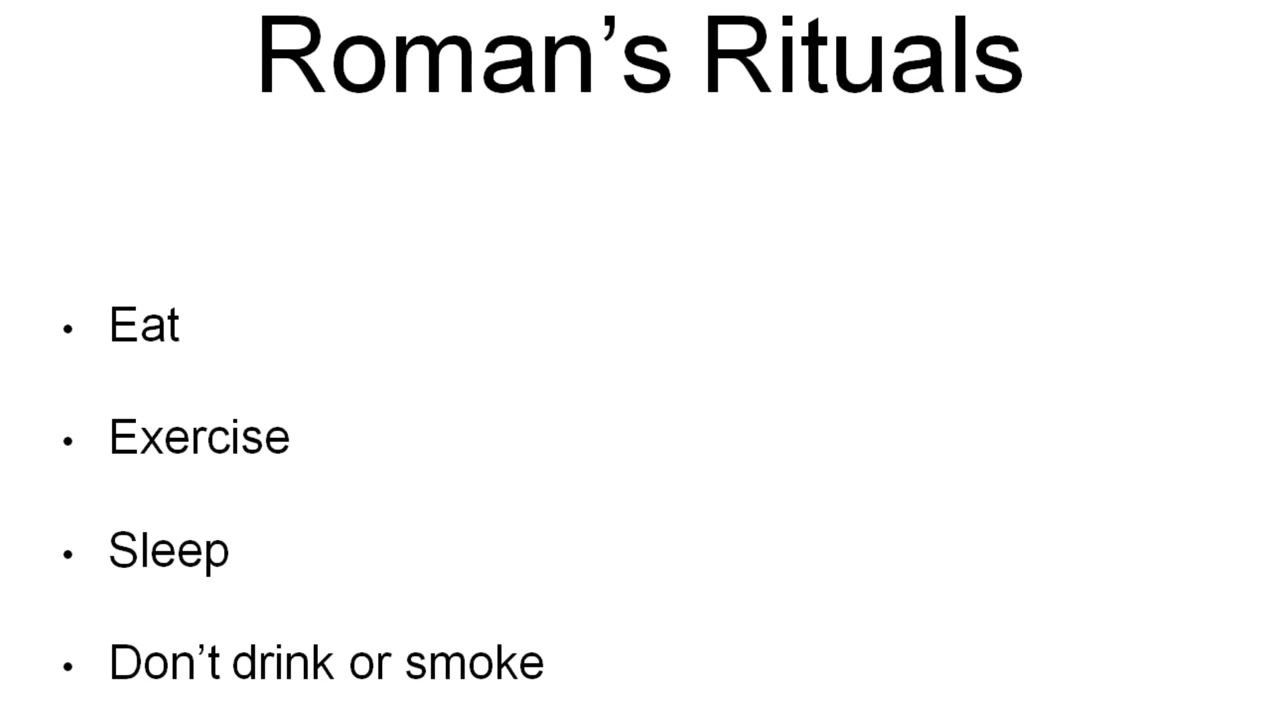 Roman’s Rituals
• Eat
• Exercise
• Sleep
• Don’t drink or smoke